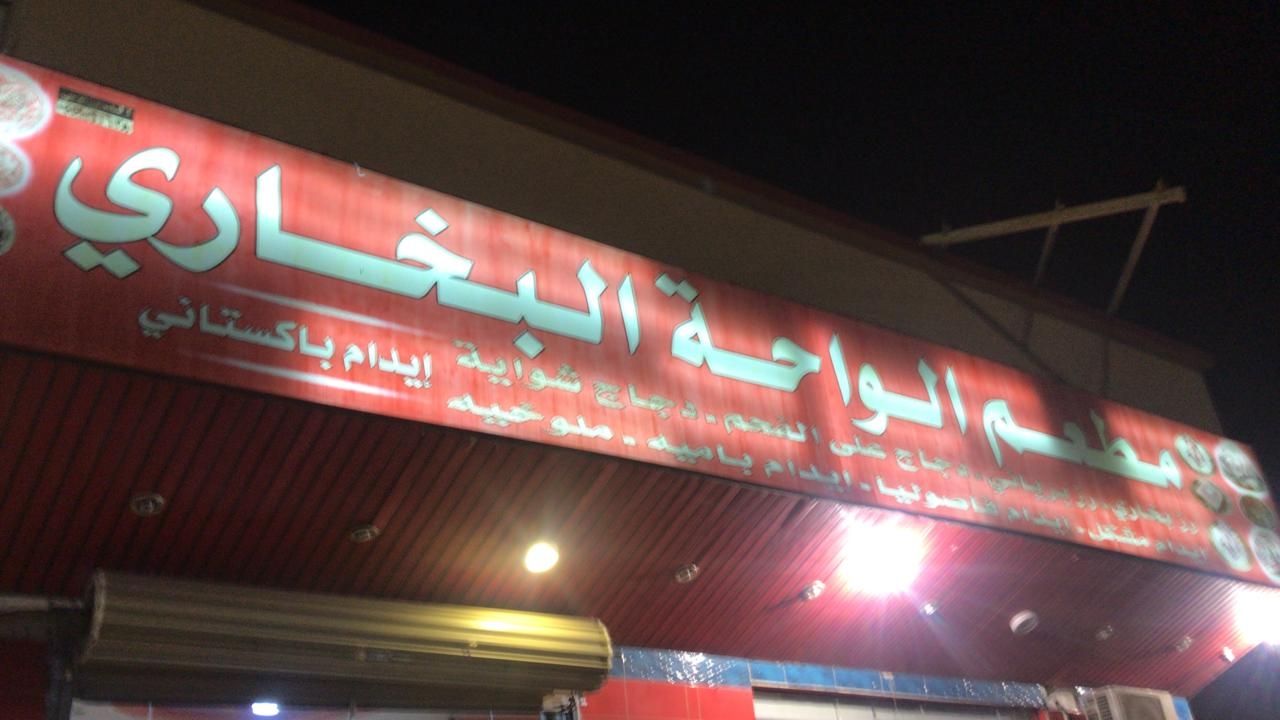 مطعم الواحة البخاري
رز بخاري . رز برياني . دجاج على الفحم . دجاج شواية
إيدام مشكل . إيدام فاصوليا . ايدام باميه . ملوخيه
إيدام باكستاني